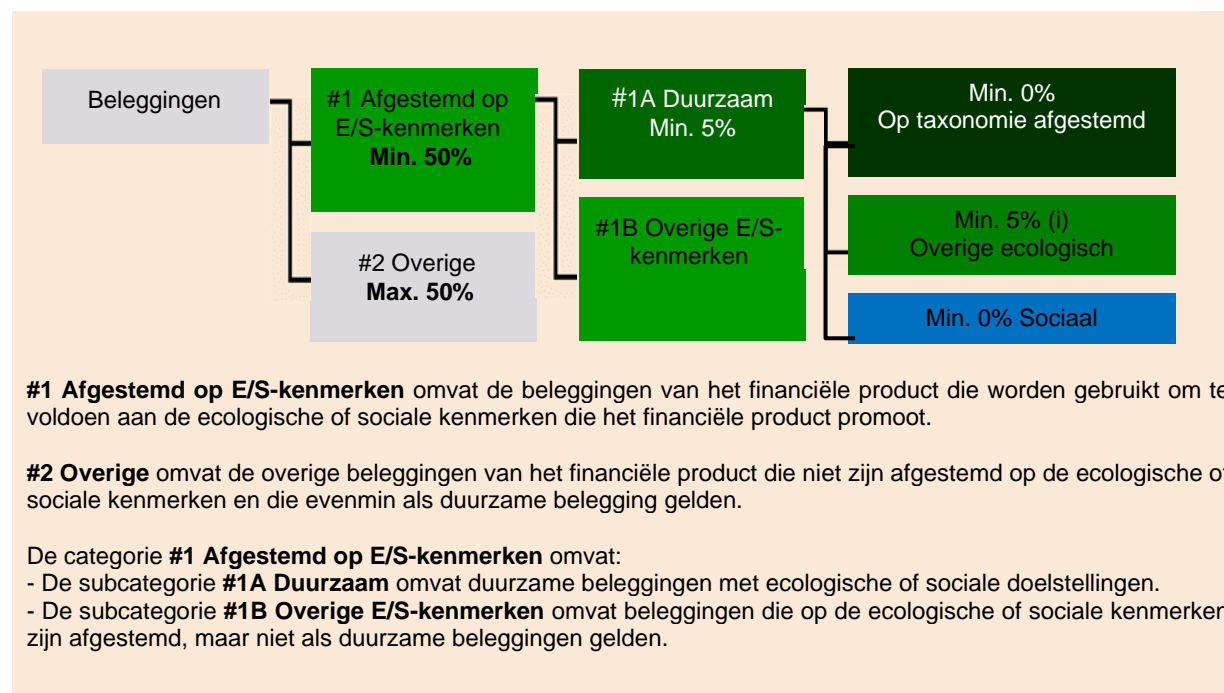 Beleggingen
#1 Afgestemd op
E/S-kenmerken
Min. 50%
#2 Overige
Max. 50%
#1A Duurzaam
Min. 5%
#1B Overige E/S-
kenmerken
Min. 0%
Op taxonomie afgestemd
Min. 5% (i)
Overige ecologisch
Min. 0% Sociaal
#1 Afgestemd op E/S-kenmerken omvat de beleggingen van het financiële product die worden gebruikt om te
voldoen aan de ecologische of sociale kenmerken die het financiële product promoot.
#2 Overige omvat de overige beleggingen van het financiële product die niet zijn afgestemd op de ecologische of
sociale kenmerken en die evenmin als duurzame belegging gelden.
De categorie #1 Afgestemd op E/S-kenmerken omvat:
- De subcategorie #1A Duurzaam omvat duurzame beleggingen met ecologische of sociale doelstellingen.
- De subcategorie #1B Overige E/S-kenmerken omvat beleggingen die op de ecologische of sociale kenmerken
zijn afgestemd, maar niet als duurzame beleggingen gelden.